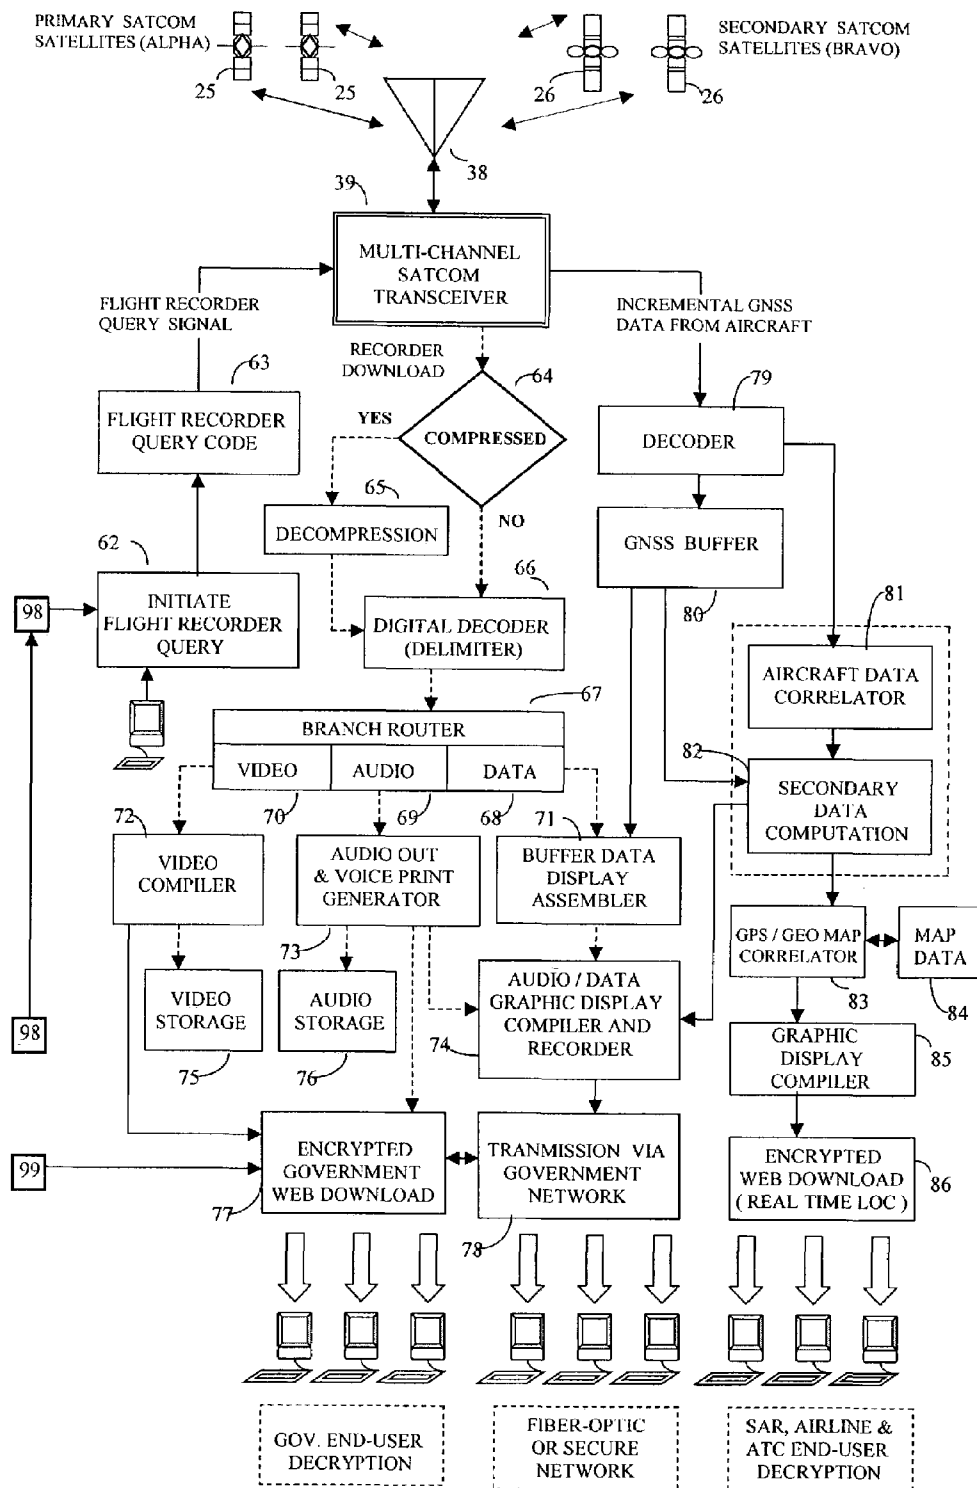 PRIMARY SATCOM
SATELLITES (ALPHA)
SECONDARY SATCOM
SATELLITES (BRAVO)
25
25
26
26
38
39
MULTI-CHANNEL
SATCOM
TRANSCEIVER
FLIGHT RECORDER
QUERY SIGNAL
INCREMENTAL GNSS
DATA FROM AIRCRAFT
RECORDER
DOWNLOAD
63
64
79
FLIGHT RECORDER
QUERY CODE
YES
COMPRESSED
DECODER
65
DECOMPRESSION
NO
GNSS BUFFER
62
66
80
81
98
INITIATE
FLIGHT RECORDER
QUERY
DIGITAL DECODER
(DELIMITER)
AIRCRAFT DATA
CORRELATOR
67
BRANCH ROUTER
VIDEO
AUDIO
DATA
82
SECONDARY
DATA
COMPUTATION
72
70
69
68
71
VIDEO
COMPILER
AUDIO OUT
& VOICE PRINT
GENERATOR
BUFFER DATA
DISPLAY
ASSEMBLER
73
GPS / GEO MAP
CORRELATOR
MAP
DATA
83
84
VIDEO
STORAGE
AUDIO
STORAGE
AUDIO / DATA
GRAPHIC DISPLAY
COMPILER AND
RECORDER
98
74
75
76
GRAPHIC
DISPLAY
COMPILER
85
99
ENCRYPTED
GOVERNMENT
WEB DOWNLOAD
TRANMISSION VIA
GOVERNMENT
NETWORK
ENCRYPTED
WEB DOWNLOAD
( REAL TIME LOC )
86
77
78
GOV. END-USER
DECRYPTION
FIBER-OPTIC
OR SECURE
NETWORK
SAR, AIRLINE &
ATC END-USER
DECRYPTION